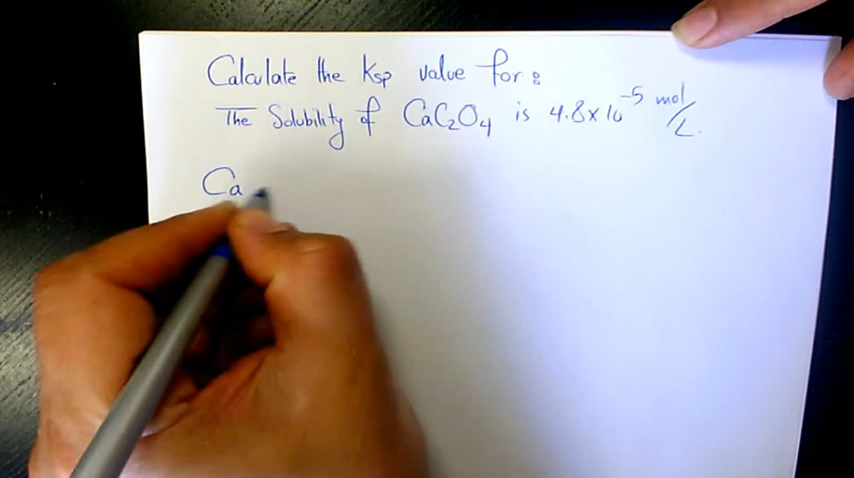 Calculate the Ksp value for :
The Solubility of CaC2O4 is 4.8x10^-5 mol/L.
Ca